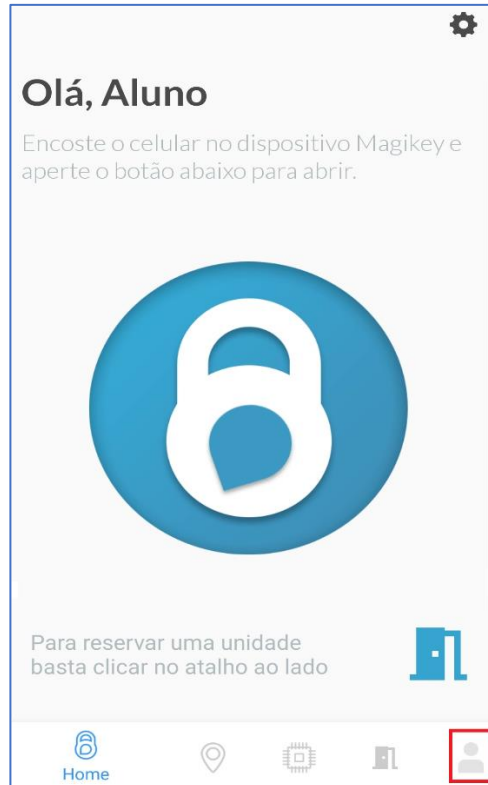 Olá, Aluno
Encoste o celular no dispositivo Magikey e
aperte o botão abaixo para abrir.
Para reservar uma unidade
basta clicar no atalho ao lado
Home